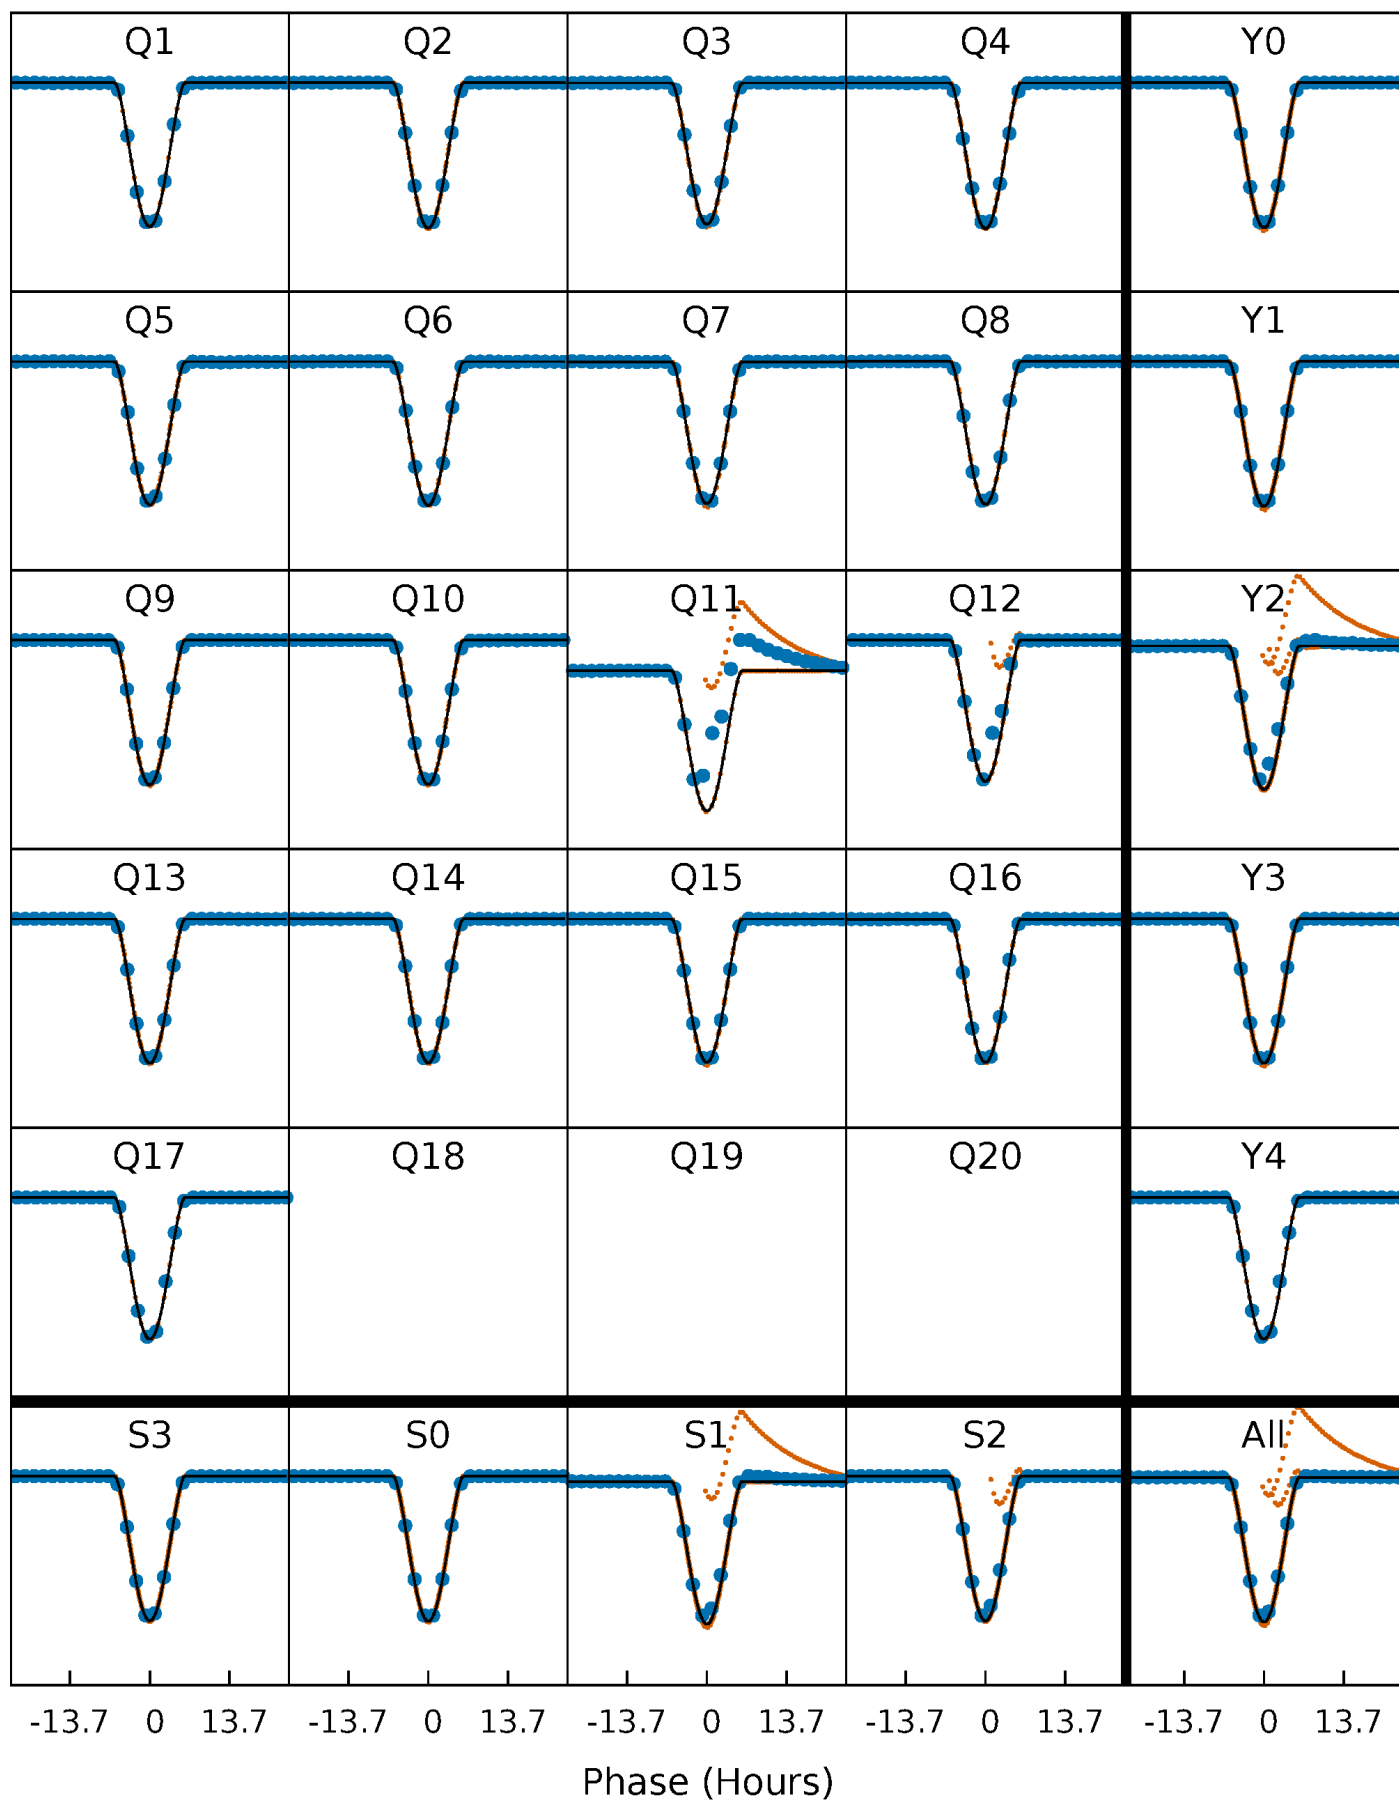 Q1 Q2 Q3 Q4 Y0
Q5 Q6 Q7 Q8 Y1
Q9 Q10 Q11 Q12 Y2
Q13 Q14 Q15 Q16 Y3
Q17 Q18 Q19 Q20 Y4
S3 S0 S1 S2 All
-13.7 0 13.7 -13.7 0 13.7 -13.7 0 13.7 -13.7 0 13.7 -13.7 0 13.7
Phase (Hours)